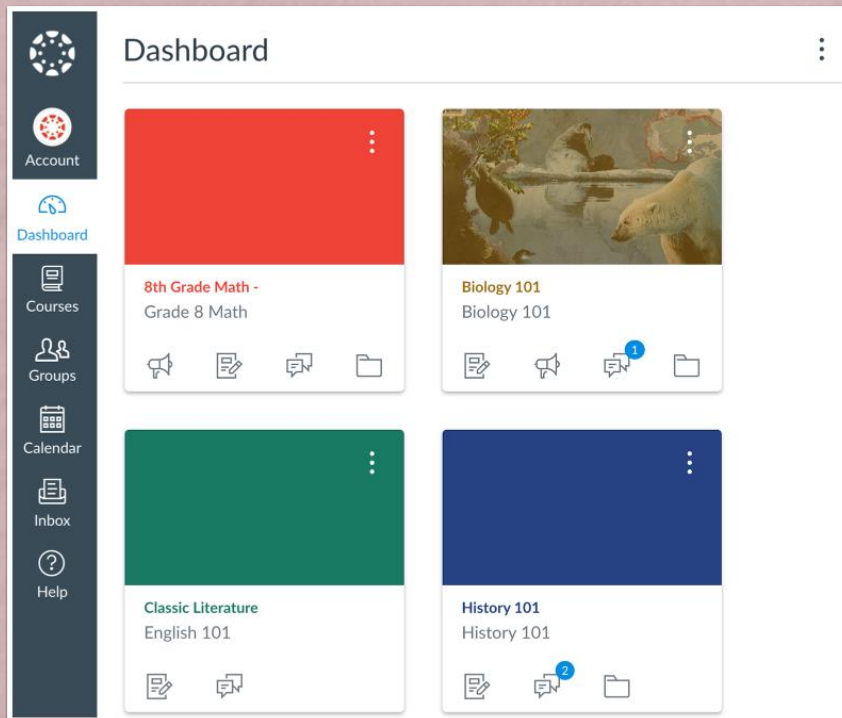 Dashboard
Account
Dashboard
Courses
Groups
Calendar
Inbox
Help
8th Grade Math -
Grade 8 Math
Biology 101
Biology 101
1
Classic Literature
English 101
History 101
History 101
2